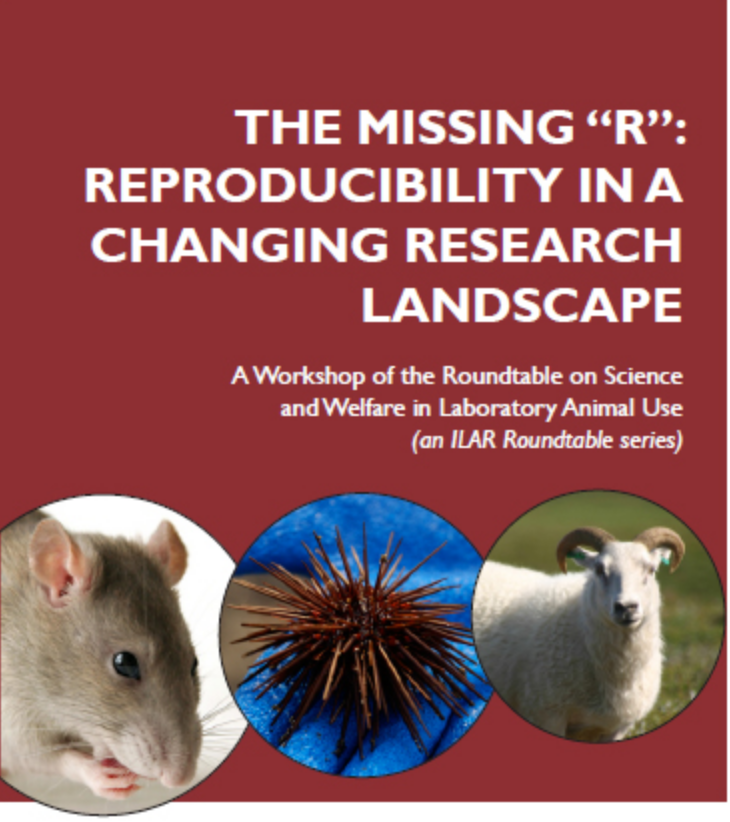 THE MISSING “R”:
REPRODUCIBILITY IN A
CHANGING RESEARCH
LANDSCAPE
A Workshop of the Roundtable on Science
and Welfare in Laboratory Animal Use
(an ILAR Roundtable series)